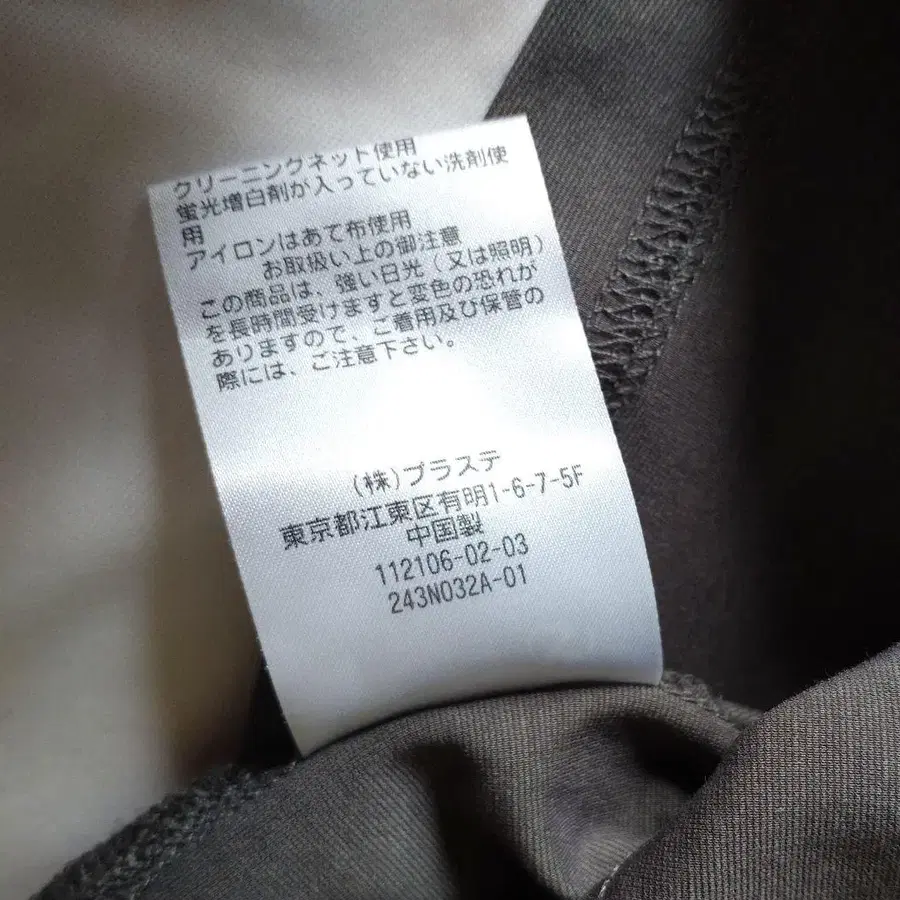 クリーニングネット使用
蛍光増白剤が入っていない洗剤使
用
アイロンはあて布使用
お取扱い上の御注意
この商品は、強い日光(又は照明)
を長時間受けますと変色の恐れが
ありますので、ご着用及び保管の
際には、ご注意下さい。
(株)プラステ
東京都江東区有明1-6-7-5F
中国製
112106-02-03
243N032A-01